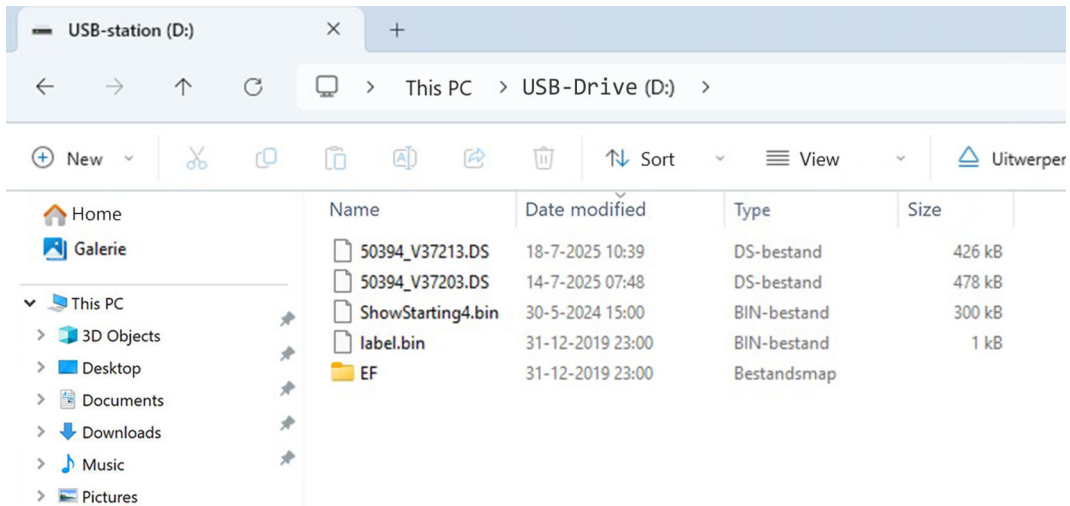 USB-station (D:)
This PC > USB-Drive (D:) >
New Sort View Uitwerpen
Home
Galerie
This PC
3D Objects
Desktop
Documents
Downloads
Music
Pictures
Name Date modified Type Size
50394_V37213.DS 18-7-2025 10:39 DS-bestand 426 kB
50394_V37203.DS 14-7-2025 07:48 DS-bestand 478 kB
ShowStarting4.bin 30-5-2024 15:00 BIN-bestand 300 kB
label.bin 31-12-2019 23:00 BIN-bestand 1 kB
EF 31-12-2019 23:00 Bestandsmap